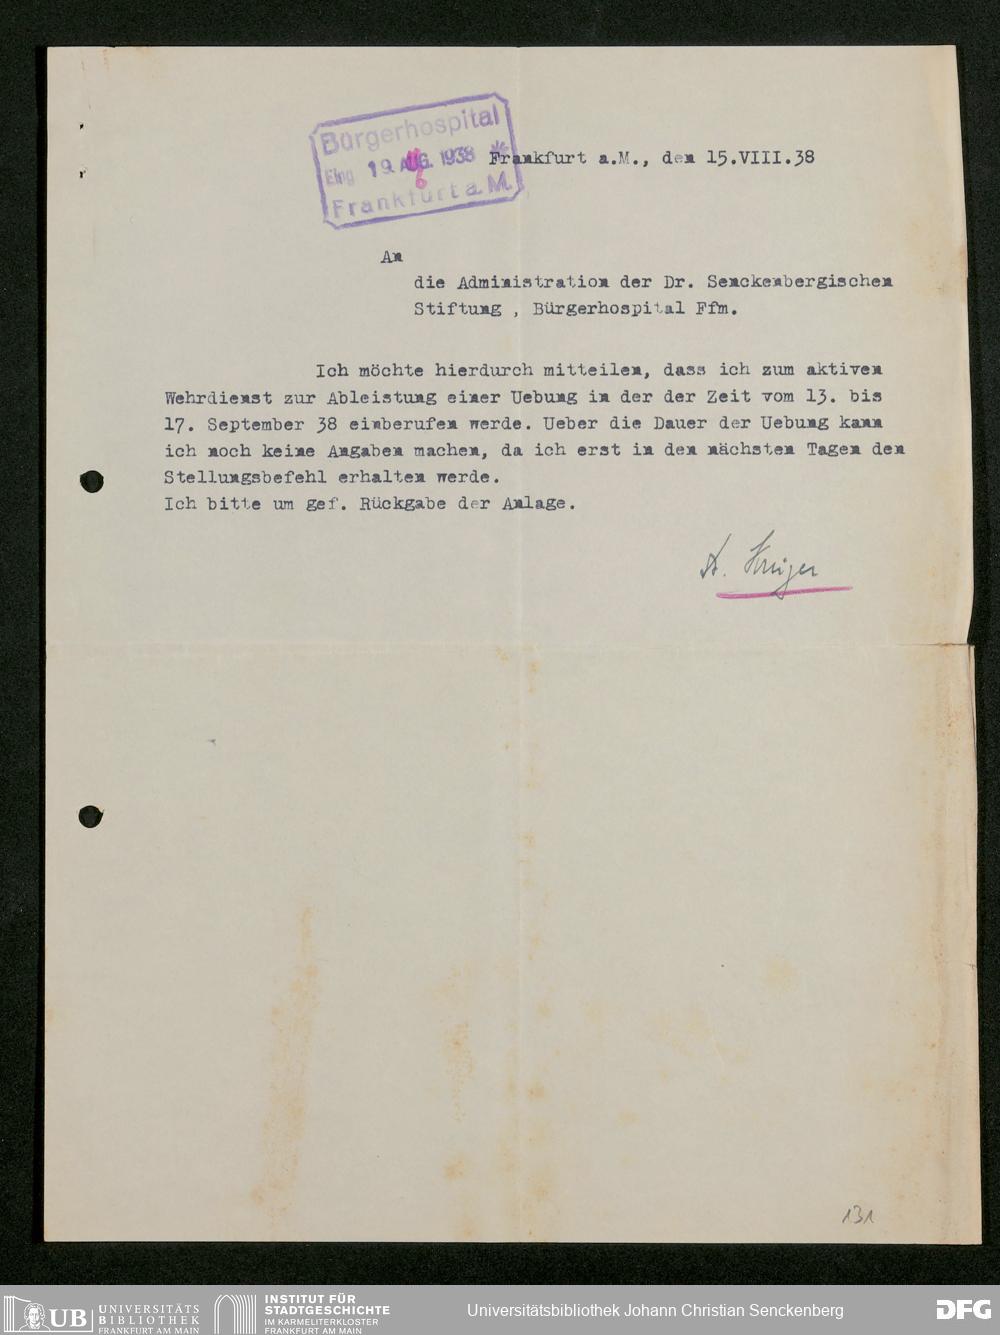 Bürgerhospital
Eing 19. AUG. 1938
Frankfurt a. M.
Frankfurt a.M., den 15.VIII.38
An
die Administration der Dr. Senckenbergischen
Stiftung , Bürgerhospital Ffm.
Ich möchte hierdurch mitteilen, dass ich zum aktiven
Wehrdienst zur Ableistung einer Uebung in der der Zeit vom 13. bis
17. September 38 einberufen werde. Ueber die Dauer der Uebung kann
ich noch keine Angaben machen, da ich erst in den nächsten Tagen den
Stellungsbefehl erhalten werde.
Ich bitte um gef. Rückgabe der Anlage.
A. Krüger
131
UB UNIVERSITÄTS
BIBLIOTHEK
FRANKFURT AM MAIN
INSTITUT FÜR
STADTGESCHICHTE
IM KARMELITERKLOSTER
FRANKFURT AM MAIN
Universitätsbibliothek Johann Christian Senckenberg
DFG